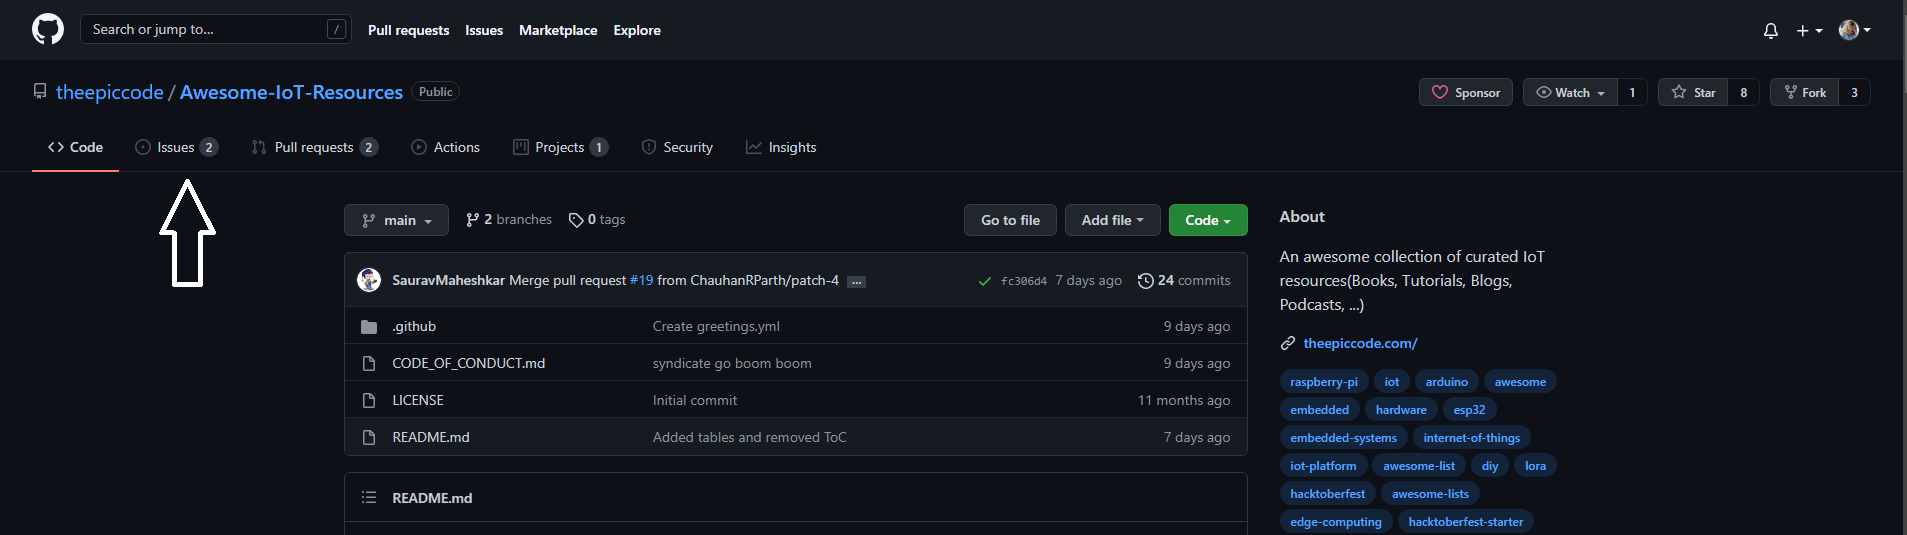 Search or jump to... /
Pull requests Issues Marketplace Explore
theepiccode / Awesome-IoT-Resources Public
Sponsor Watch 1 Star 8 Fork 3
Code Issues 2 Pull requests 2 Actions Projects 1 Security Insights
main 2 branches 0 tags Go to file Add file Code
SauravMaheshkar Merge pull request #19 from ChauhanRParth/patch-4 ... fc306d4 7 days ago 24 commits
.github Create greetings.yml 9 days ago
CODE_OF_CONDUCT.md syndicate go boom boom 9 days ago
LICENSE Initial commit 11 months ago
README.md Added tables and removed ToC 7 days ago
README.md
About
An awesome collection of curated IoT
resources(Books, Tutorials, Blogs,
Podcasts, ...)
theepiccode.com/
raspberry-pi iot arduino awesome
embedded hardware esp32
embedded-systems internet-of-things
iot-platform awesome-list diy lora
hacktoberfest awesome-lists
edge-computing hacktoberfest-starter